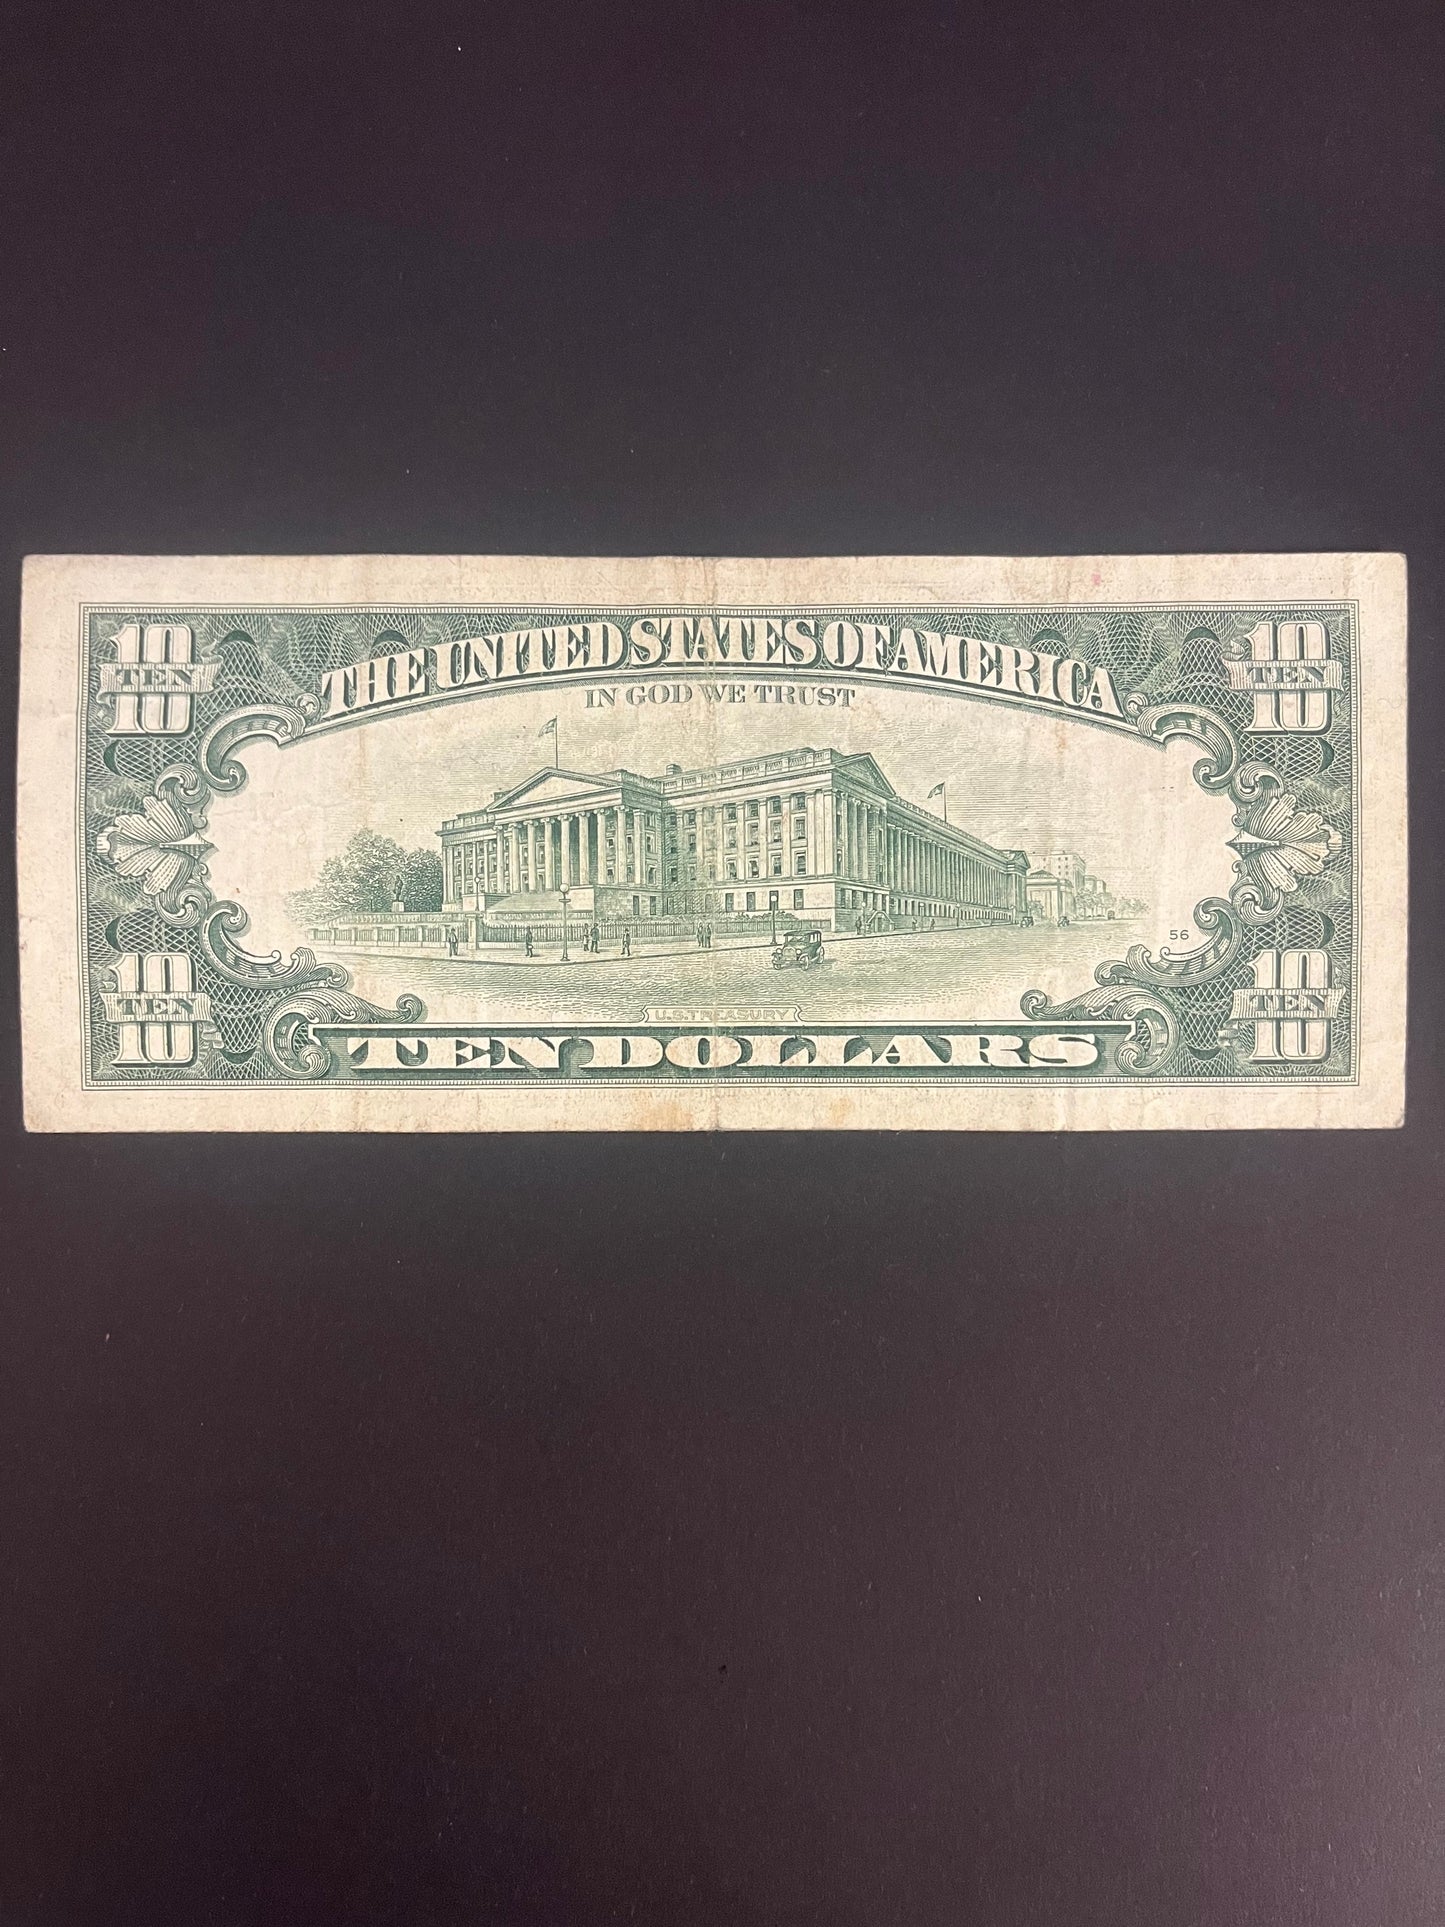 10 TEN 10
THE UNITED STATES OF AMERICA
10 TEN 10
IN GOD WE TRUST
56
10 TEN 10
U.S. TREASURY
TEN DOLLARS
10 TEN 10